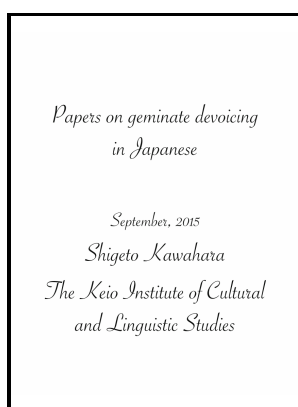 Papers on geminate devoicing
in Japanese
September, 2015
Shigeto Kawahara
The Keio Institute of Cultural
and Linguistic Studies